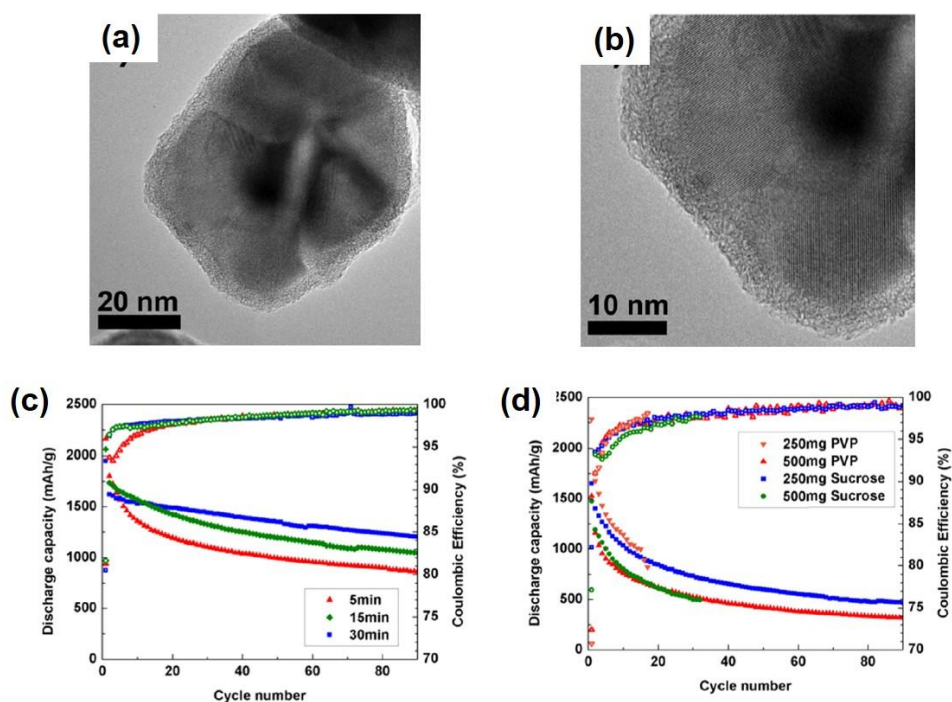 (a)
20 nm
(b)
10 nm
(c)
2500
2000
1500
1000
500
0
Discharge capacity (mAh/g)
100
95
90
85
80
75
70
Coulombic Efficiency (%)
5min
15min
30min
0 20 40 60 80
Cycle number
(d)
2500
2000
1500
1000
500
0
Discharge capacity (mAh/g)
100
95
90
85
80
75
70
Coulombic Efficiency (%)
250mg PVP
500mg PVP
250mg Sucrose
500mg Sucrose
0 20 40 60 80
Cycle number